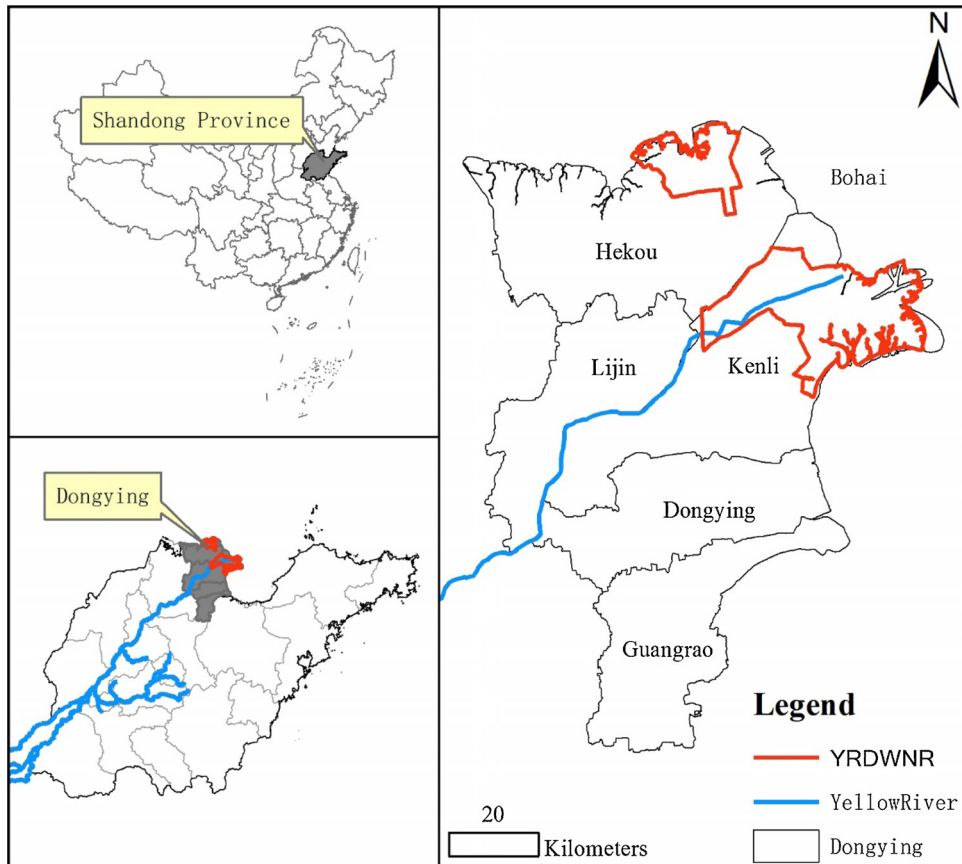 Shandong Province
Dongying
N
Bohai
Hekou
Lijin
Kenli
Dongying
Guangrao
Legend
YRDWNR
YellowRiver
Dongying
20
Kilometers